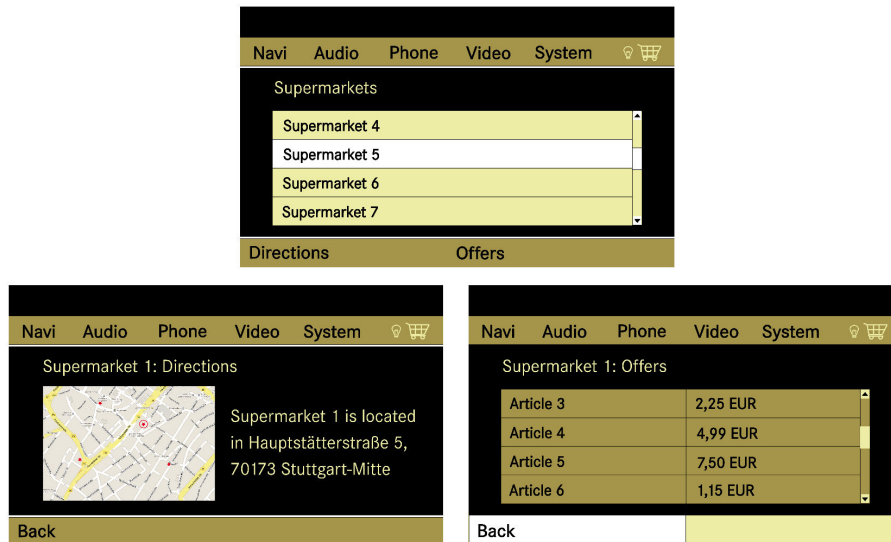 Navi Audio Phone Video System
Supermarkets
Supermarket 4
Supermarket 5
Supermarket 6
Supermarket 7
Directions Offers
Navi Audio Phone Video System
Supermarket 1: Directions
Supermarket 1 is located
in Hauptstätterstraße 5,
70173 Stuttgart-Mitte
Back
Navi Audio Phone Video System
Supermarket 1: Offers
Article 3 2,25 EUR
Article 4 4,99 EUR
Article 5 7,50 EUR
Article 6 1,15 EUR
Back